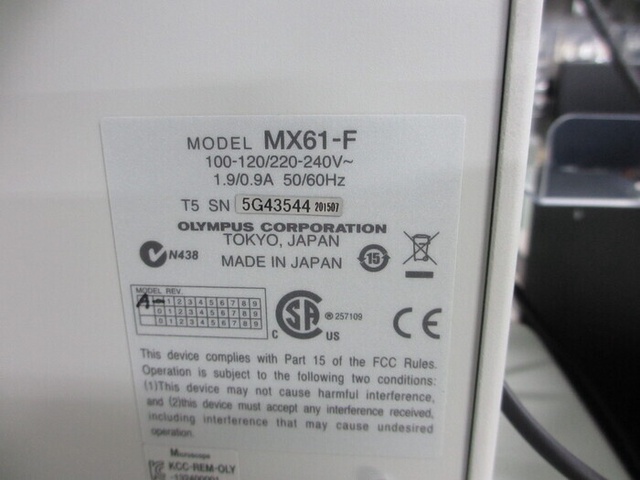 MODEL MX61-F
100-120/220-240V~
1.9/0.9A 50/60Hz
T5 SN 5G43544 201507
OLYMPUS CORPORATION
TOKYO, JAPAN
MADE IN JAPAN
N438
15
MODEL REV.
A- 1 2 3 4 5 6 7 8 9
0 1 2 3 4 5 6 7 8 9
0 1 2 3 4 5 6 7 8 9
SA ® 257109
C US
CE
This device complies with Part 15 of the FCC Rules.
Operation is subject to the following two conditions:
(1)This device may not cause harmful interference,
and (2)this device must accept any interference received,
including interference that may cause undesired
operation.
Microscope
KCC-REM-OLY